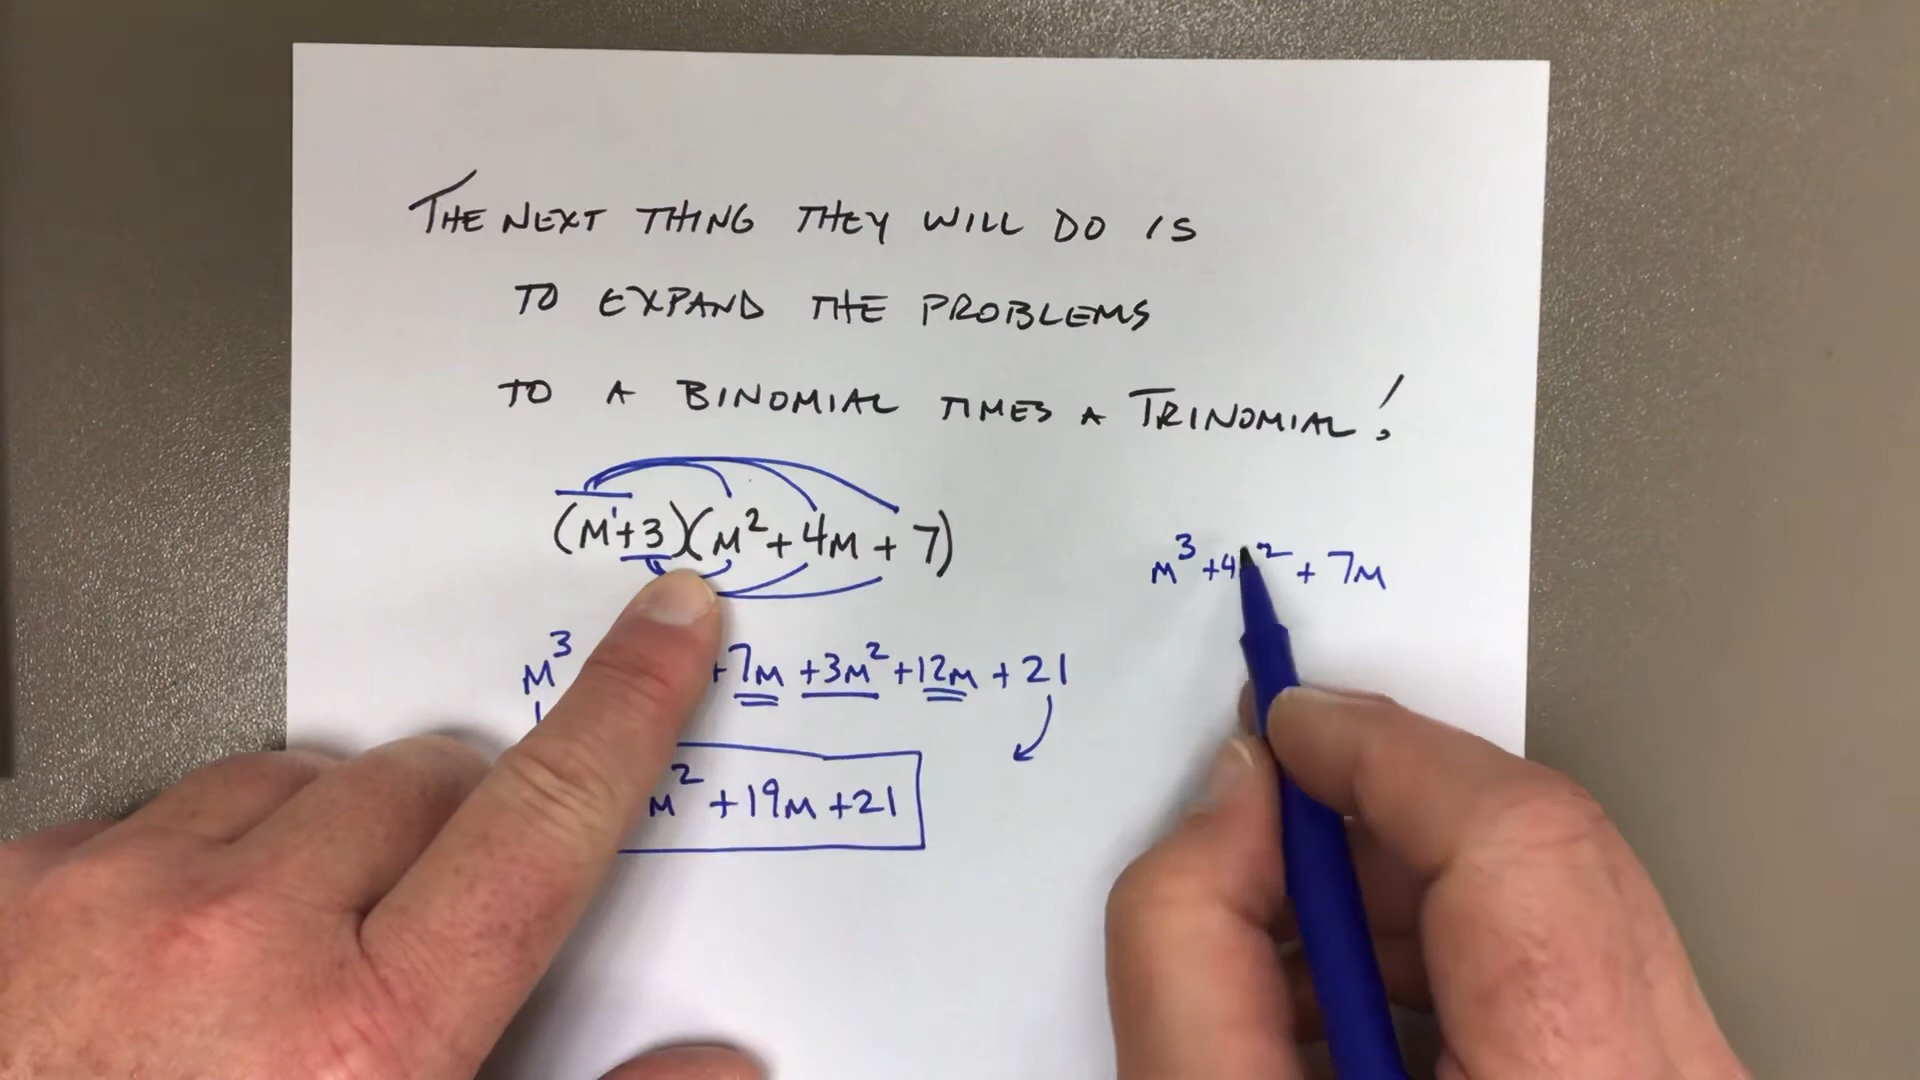 THE NEXT THING THEY WILL DO IS
TO EXPAND THE PROBLEMS
TO A BINOMIAL TIMES A TRINOMIAL!
(M+3)(M²+4M+7)
M³+4 ²+7M
M³ +7M+3M²+12M+21
M²+19M+21